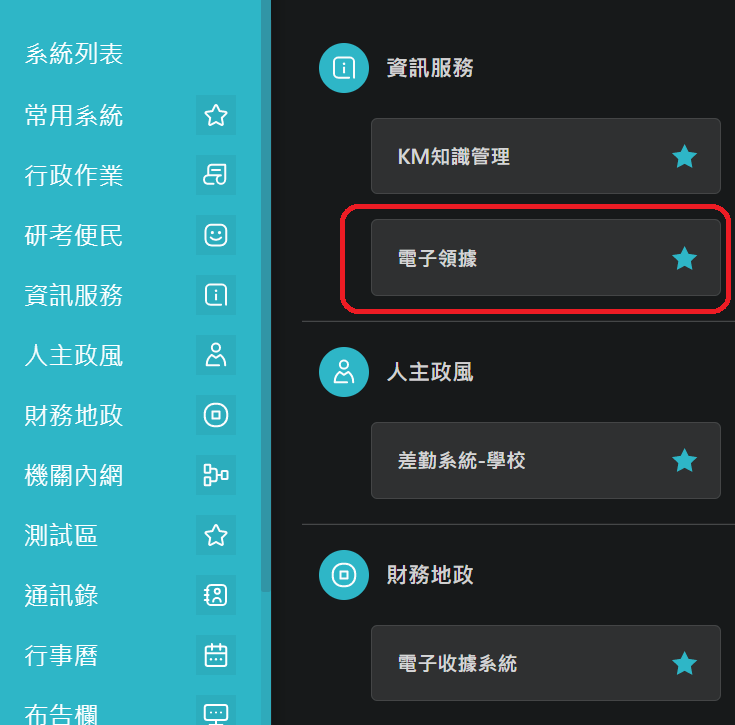 系統列表
常用系統
行政作業
研考便民
資訊服務
人主政風
財務地政
機關內網
測試區
通訊錄
行事曆
布告欄
資訊服務
KM知識管理
電子領據
人主政風
差勤系統-學校
財務地政
電子收據系統